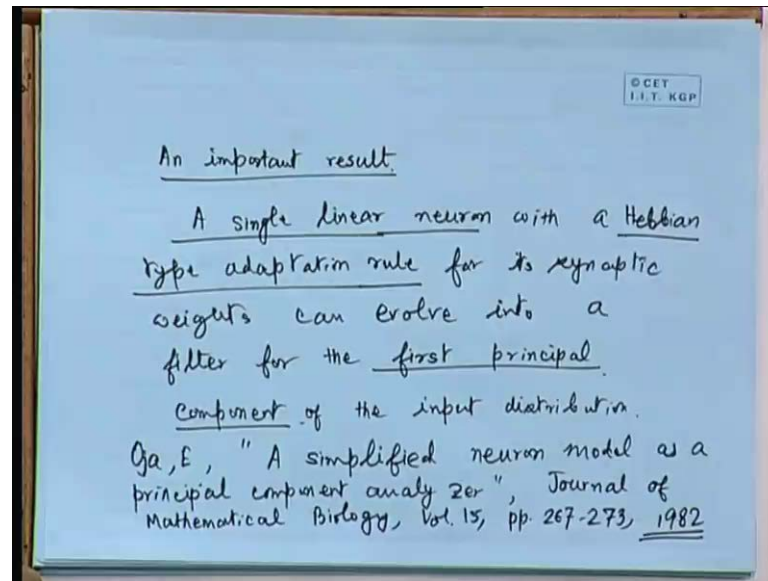 © CET
I.I.T. KGP
An important result.
A single linear neuron with a Hebbian
type adaptation rule for its synaptic
weights can evolve into a
filter for the first principal
component of the input distribution.
Oja, E, "A simplified neuron model as a
principal component analyzer", Journal of
Mathematical Biology, Vol. 15, pp. 267-273, 1982